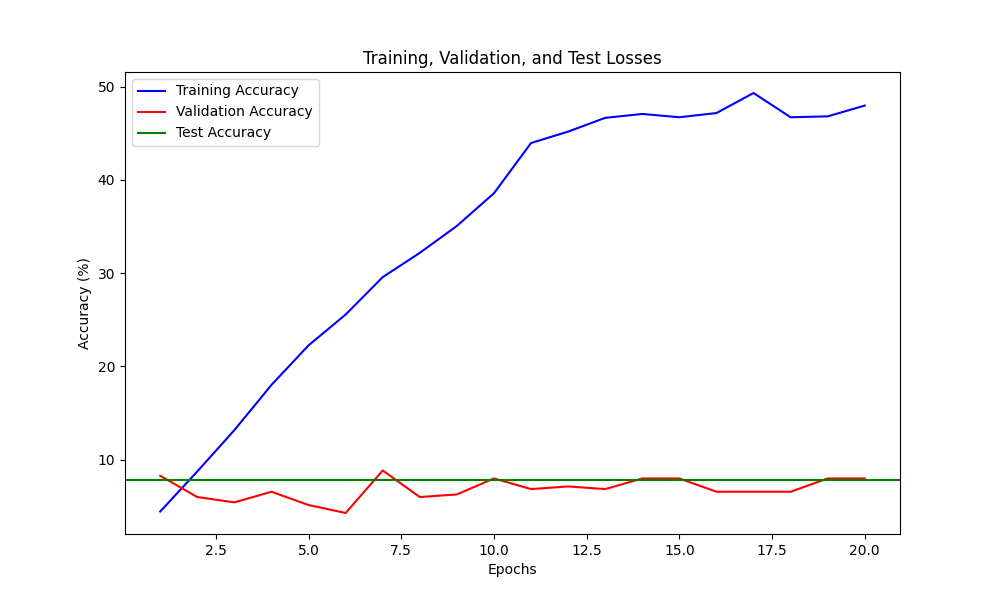 Training, Validation, and Test Losses
Training Accuracy
Validation Accuracy
Test Accuracy
50
40
30
20
10
Accuracy (%)
2.5 5.0 7.5 10.0 12.5 15.0 17.5 20.0
Epochs